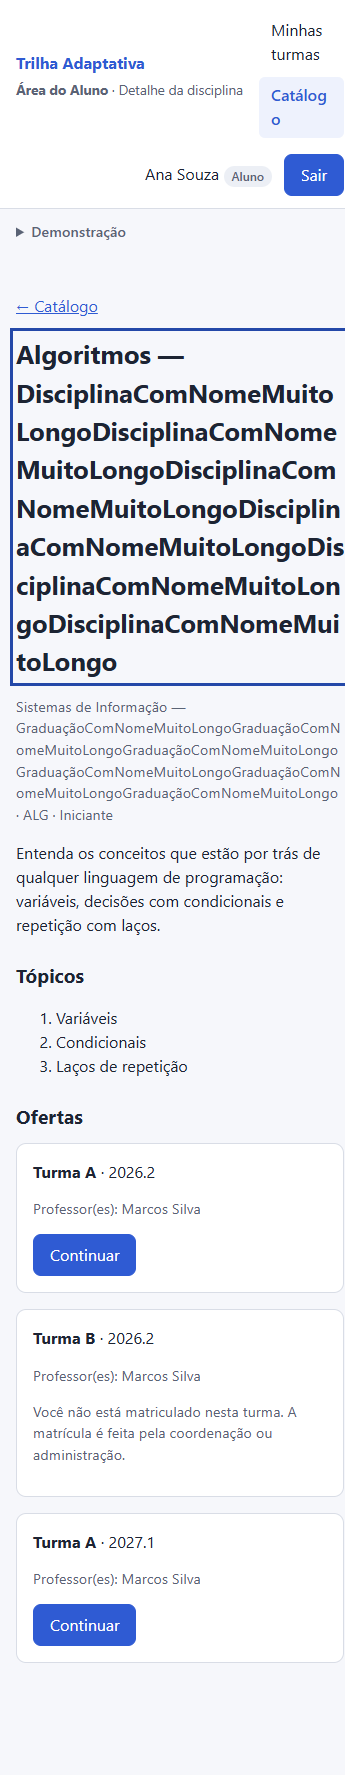 Trilha Adaptativa
Área do Aluno · Detalhe da disciplina
Minhas
turmas
Catálog
o
Ana Souza Aluno
Sair
▶ Demonstração
← Catálogo
Algoritmos —
DisciplinaComNomeMuito
LongoDisciplinaComNome
MuitoLongoDisciplinaCom
NomeMuitoLongoDisciplin
aComNomeMuitoLongoDis
ciplinaComNomeMuitoLon
goDisciplinaComNomeMui
toLongo
Sistemas de Informação —
GraduaçãoComNomeMuitoLongoGraduaçãoComN
omeMuitoLongoGraduaçãoComNomeMuitoLongo
GraduaçãoComNomeMuitoLongoGraduaçãoComN
omeMuitoLongoGraduaçãoComNomeMuitoLongo
· ALG · Iniciante
Entenda os conceitos que estão por trás de
qualquer linguagem de programação:
variáveis, decisões com condicionais e
repetição com laços.
Tópicos
1. Variáveis
2. Condicionais
3. Laços de repetição
Ofertas
Turma A · 2026.2
Professor(es): Marcos Silva
Continuar
Turma B · 2026.2
Professor(es): Marcos Silva
Você não está matriculado nesta turma. A
matrícula é feita pela coordenação ou
administração.
Turma A · 2027.1
Professor(es): Marcos Silva
Continuar